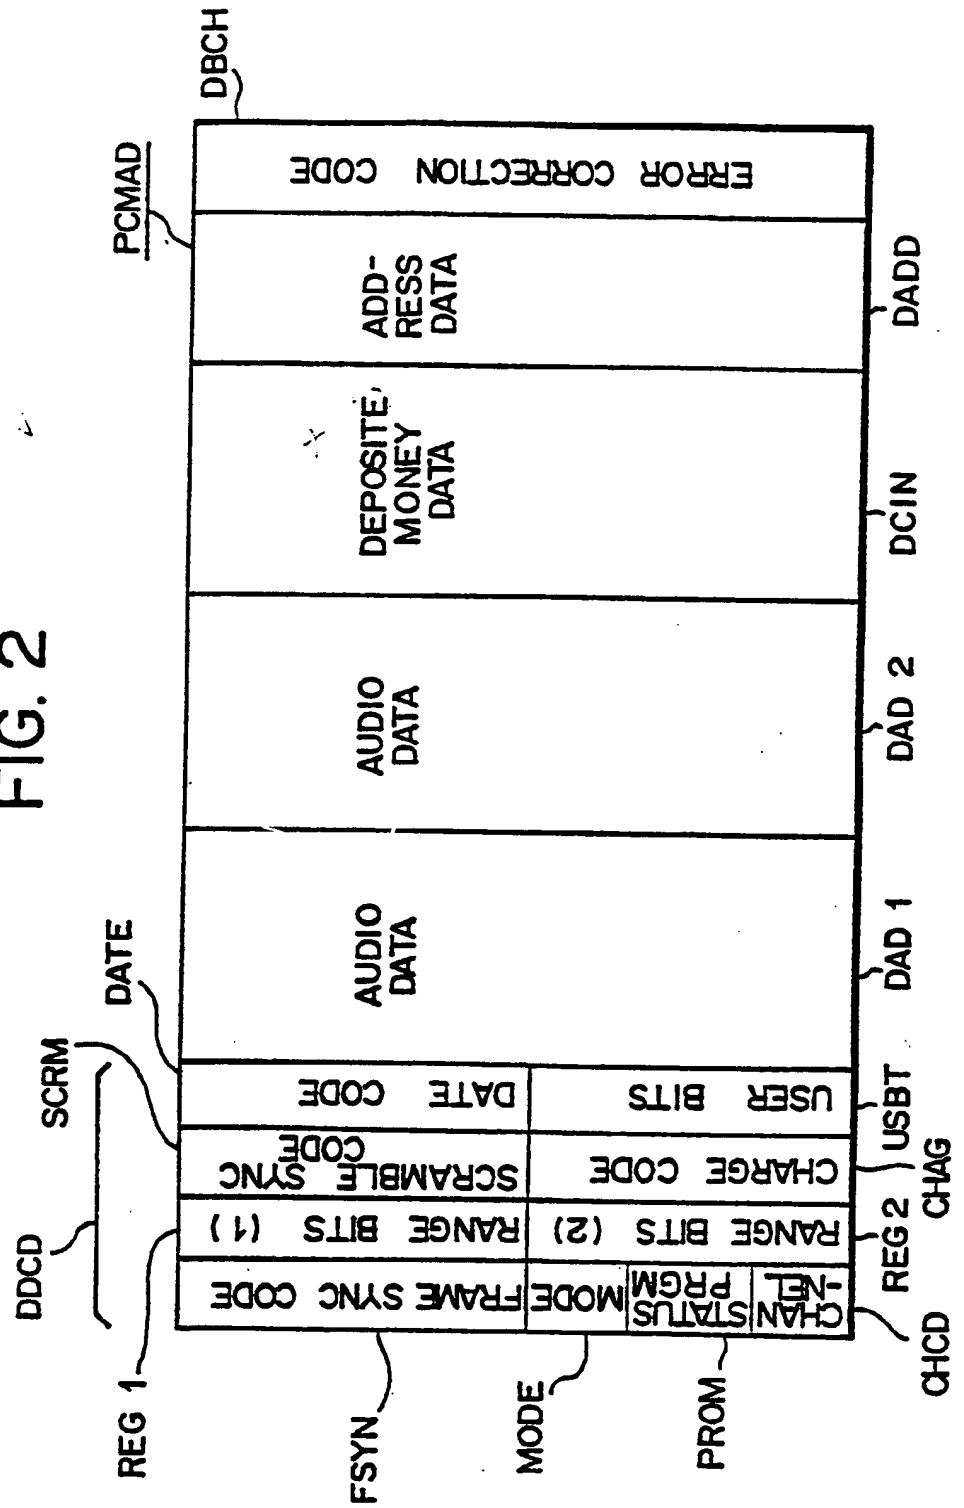 FIG. 2
DDCD
SCRM
DATE
PCMAD
DBCH
REG 1
FSYN
MODE
PROM
FRAME SYNC CODE
MODE
PRGM
STATUS
CHAN
-NEL
RANGE BITS (1)
RANGE BITS (2)
SCRAMBLE SYNC
CODE
CHARGE CODE
DATE CODE
USER BITS
AUDIO
DATA
AUDIO
DATA
DEPOSITE
MONEY
DATA
ADD-
RESS
DATA
ERROR CORRECTION CODE
CHCD
REG2
CHAG
USBT
DAD 1
DAD 2
DCIN
DADD